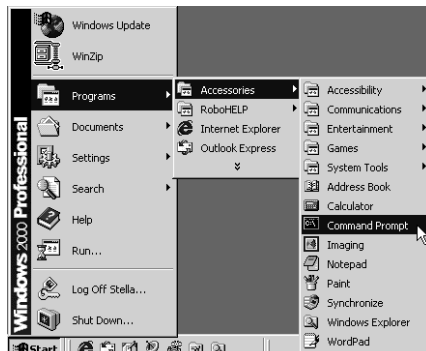 Windows Update
WinZip
Programs
Documents
Settings
Search
Help
Run...
Log Off Stella...
Shut Down...
Windows 2000 Professional
Start
Accessories
RoboHELP
Internet Explorer
Outlook Express
Accessibility
Communications
Entertainment
Games
System Tools
Address Book
Calculator
Command Prompt
Imaging
Notepad
Paint
Synchronize
Windows Explorer
WordPad